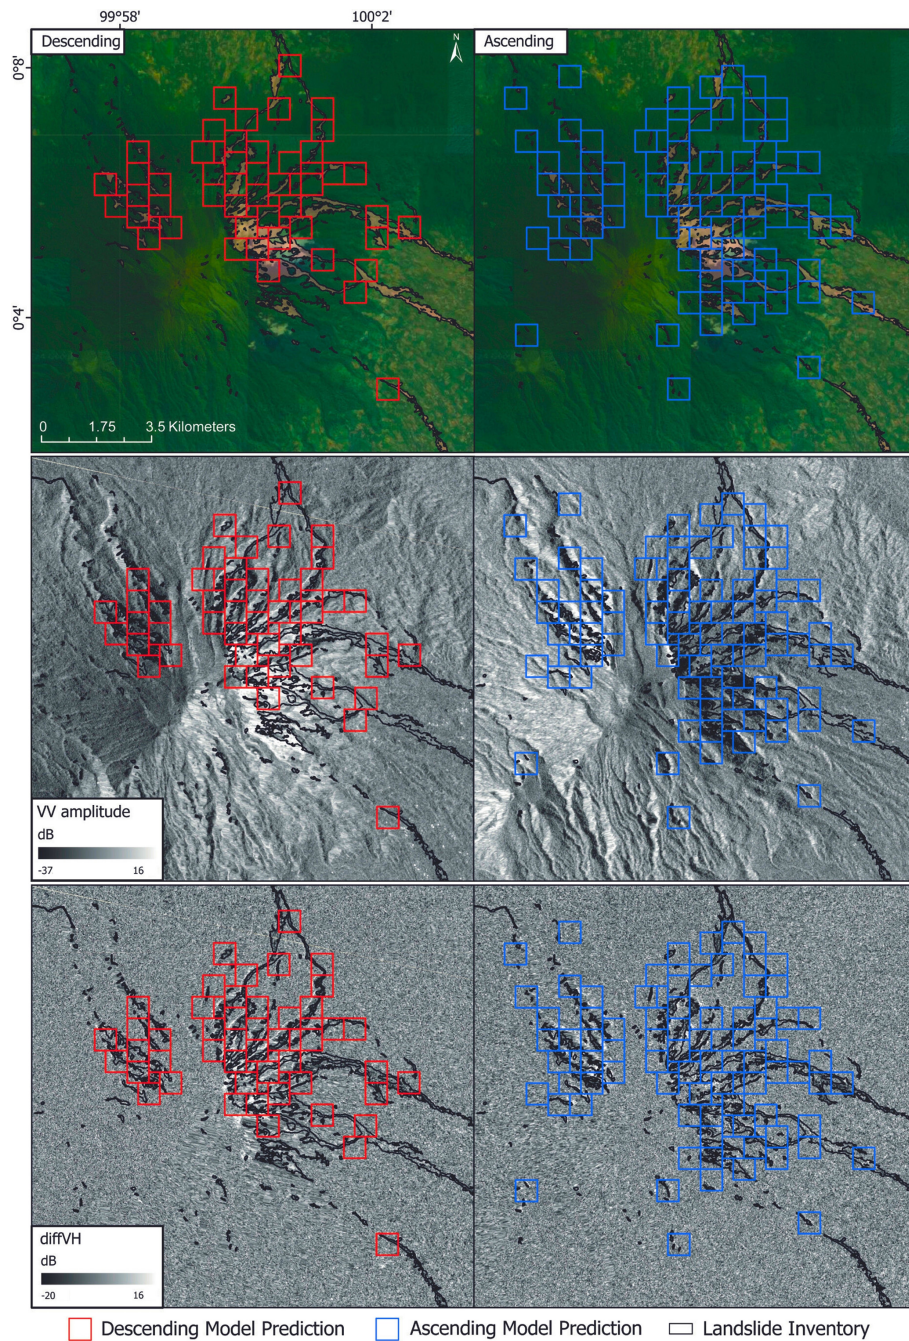 99°58' 100°2'
Descending
N
Ascending
0°8'
0°4'
0 1.75 3.5 Kilometers
VV amplitude
dB
-37 16
diffVH
dB
-20 16
Descending Model Prediction Ascending Model Prediction Landslide Inventory